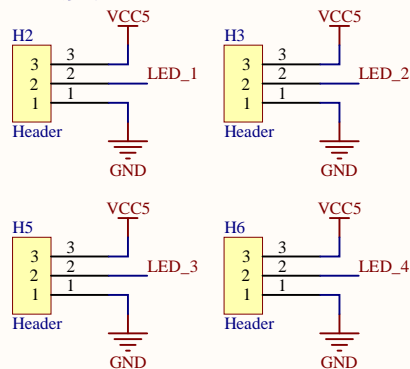 VCC5
H2
3 3
2 2 LED_1
1 1
Header
GND
VCC5
H3
3 3
2 2 LED_2
1 1
Header
GND
VCC5
H5
3 3
2 2 LED_3
1 1
Header
GND
VCC5
H6
3 3
2 2 LED_4
1 1
Header
GND